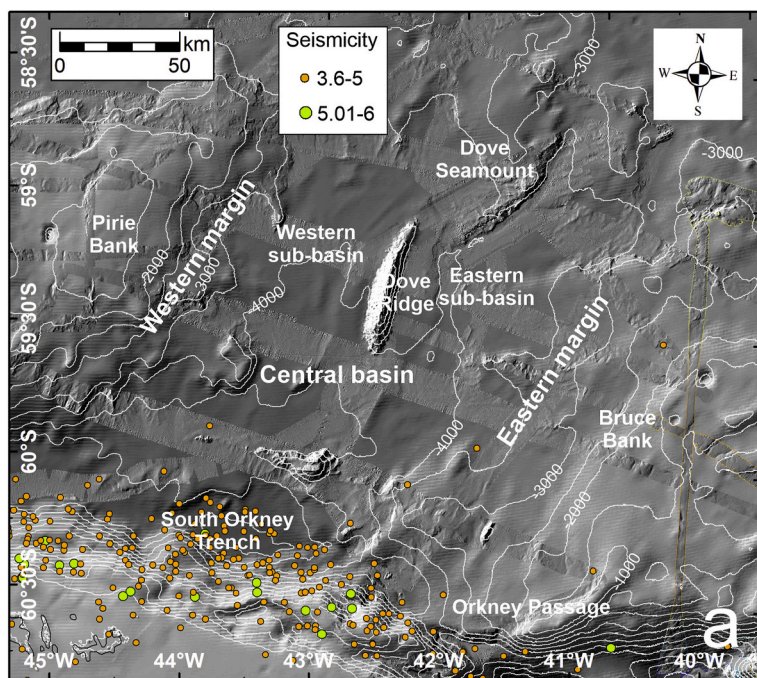 58°30'S
59°S
59°30'S
60°S
60°30'S
km
0 50
Seismicity
3.6-5
5.01-6
N
W E
S
-3000
-3000
Dove
Seamount
Pirie
Bank
Western margin
Western
sub-basin
2000
-3000
-4000
Dove
Ridge
Eastern
sub-basin
Central basin
Eastern margin
Bruce
Bank
-4000
-3000
-2000
1000
South Orkney
Trench
Orkney Passage
a
45°W 44°W 43°W 42°W 41°W 40°W